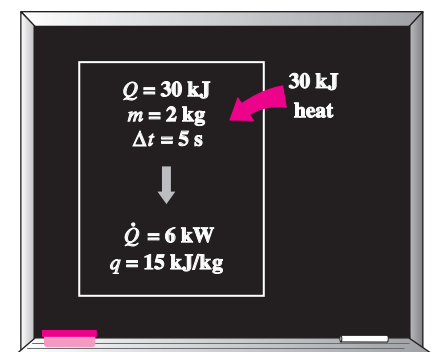 Q = 30 kJ
m = 2 kg
Δt = 5 s
30 kJ
heat
Q̇ = 6 kW
q = 15 kJ/kg